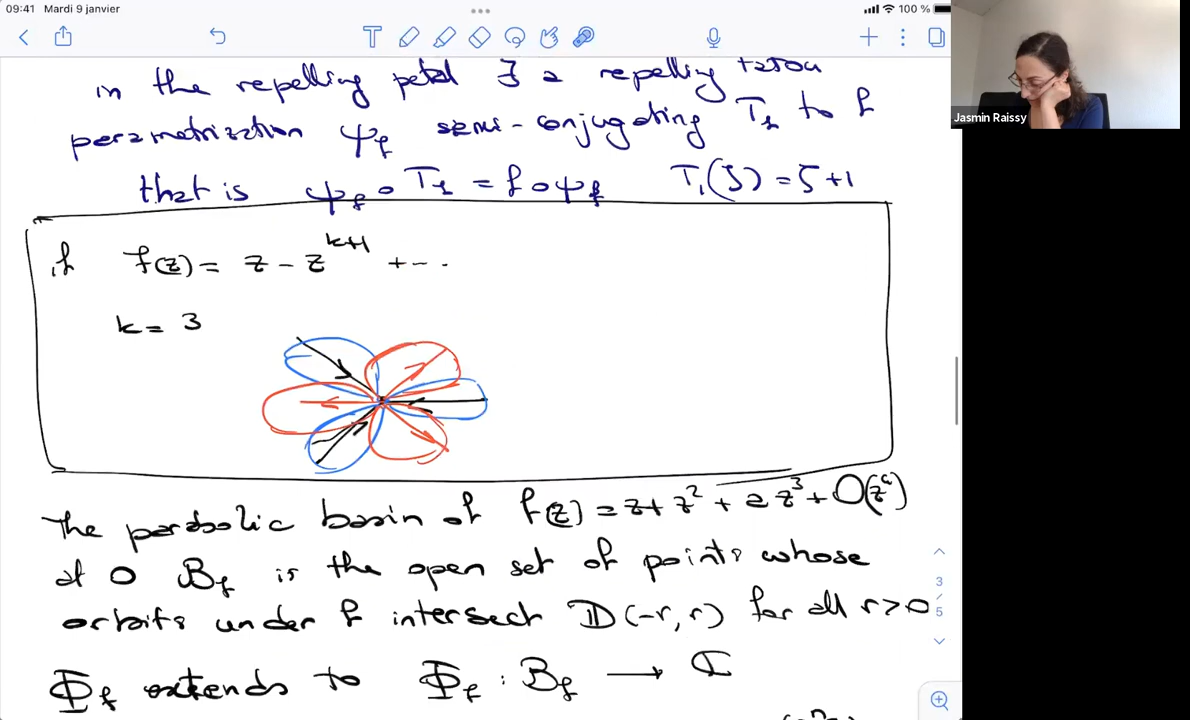 09:41 Mardi 9 janvier
100 %
Jasmin Raissy
in the repelling petal ∃ a repelling Fatou
parametrization ψ_f semi-conjugating T_1 to f
that is ψ_f ∘ T_1 = f ∘ ψ_f T_1(ζ) = ζ + 1
if f(z) = z - z^{k+1} + ...
k = 3
The parabolic basin of f(z) = z + z^2 + a z^3 + O(z^4)
at 0 B_f is the open set of points whose
orbits under f intersect D(-r, r) for all r>0
3 / 5
Φ_f extends to Φ_f : B_f → ℂ